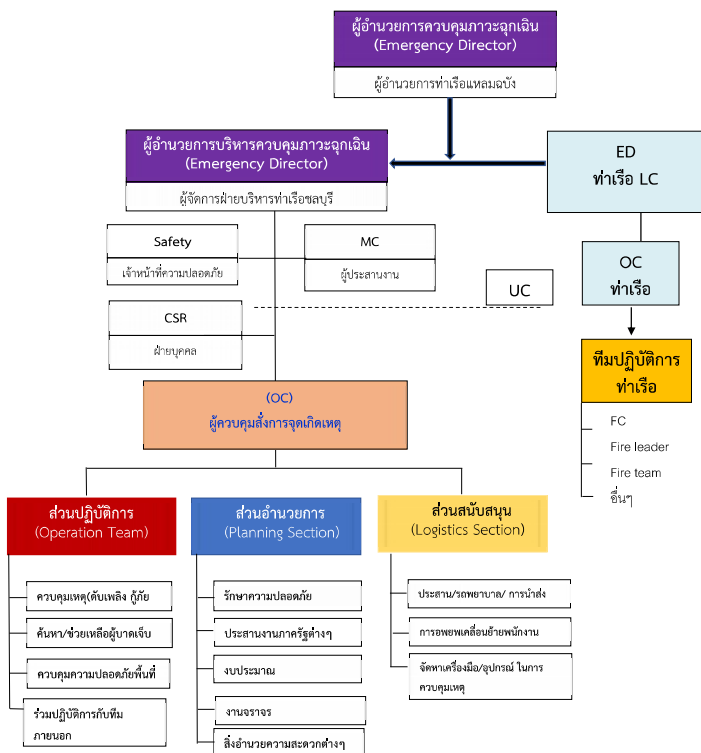 ผู้อำนวยการควบคุมภาวะฉุกเฉิน
(Emergency Director)
ผู้อำนวยการท่าเรือแหลมฉบัง
ผู้อำนวยการบริหารควบคุมภาวะฉุกเฉิน
(Emergency Director)
ผู้จัดการฝ่ายบริหารท่าเรือชลบุรี
ED
ท่าเรือ LC
Safety
เจ้าหน้าที่ความปลอดภัย
MC
ผู้ประสานงาน
OC
ท่าเรือ
UC
CSR
ฝ่ายบุคคล
ทีมปฏิบัติการ
ท่าเรือ
FC
Fire leader
Fire team
อื่นๆ
(OC)
ผู้ควบคุมสั่งการจุดเกิดเหตุ
ส่วนปฏิบัติการ
(Operation Team)
ควบคุมเหตุ(ดับเพลิง กู้ภัย
ค้นหา/ช่วยเหลือผู้บาดเจ็บ
ควบคุมความปลอดภัยพื้นที่
ร่วมปฏิบัติการกับทีม
ภายนอก
ส่วนอำนวยการ
(Planning Section)
รักษาความปลอดภัย
ประสานงานภาครัฐต่างๆ
งบประมาณ
งานจราจร
สิ่งอำนวยความสะดวกต่างๆ
ส่วนสนับสนุน
(Logistics Section)
ประสาน/รถพยาบาล/ การนำส่ง
การอพยพเคลื่อนย้ายพนักงาน
จัดหาเครื่องมือ/อุปกรณ์ ในการ
ควบคุมเหตุ